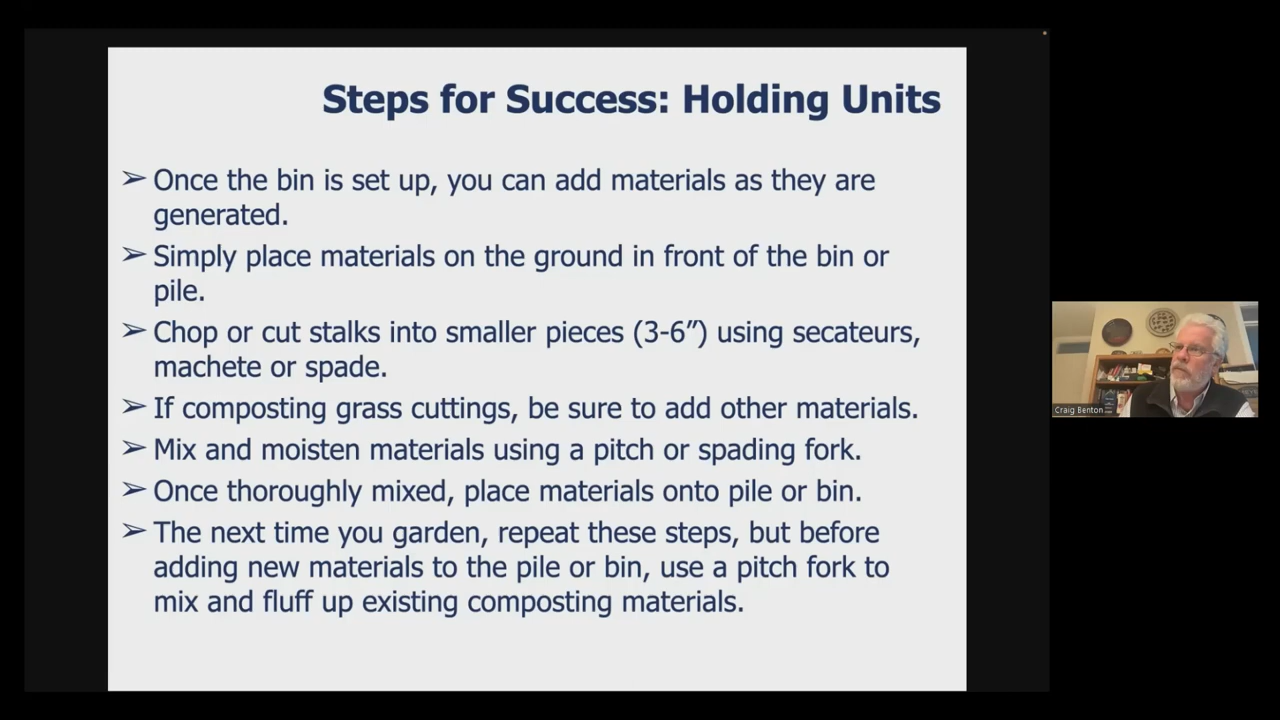 Steps for Success: Holding Units
➢ Once the bin is set up, you can add materials as they are
generated.
➢ Simply place materials on the ground in front of the bin or
pile.
➢ Chop or cut stalks into smaller pieces (3-6”) using secateurs,
machete or spade.
➢ If composting grass cuttings, be sure to add other materials.
➢ Mix and moisten materials using a pitch or spading fork.
➢ Once thoroughly mixed, place materials onto pile or bin.
➢ The next time you garden, repeat these steps, but before
adding new materials to the pile or bin, use a pitch fork to
mix and fluff up existing composting materials.
Craig Benton